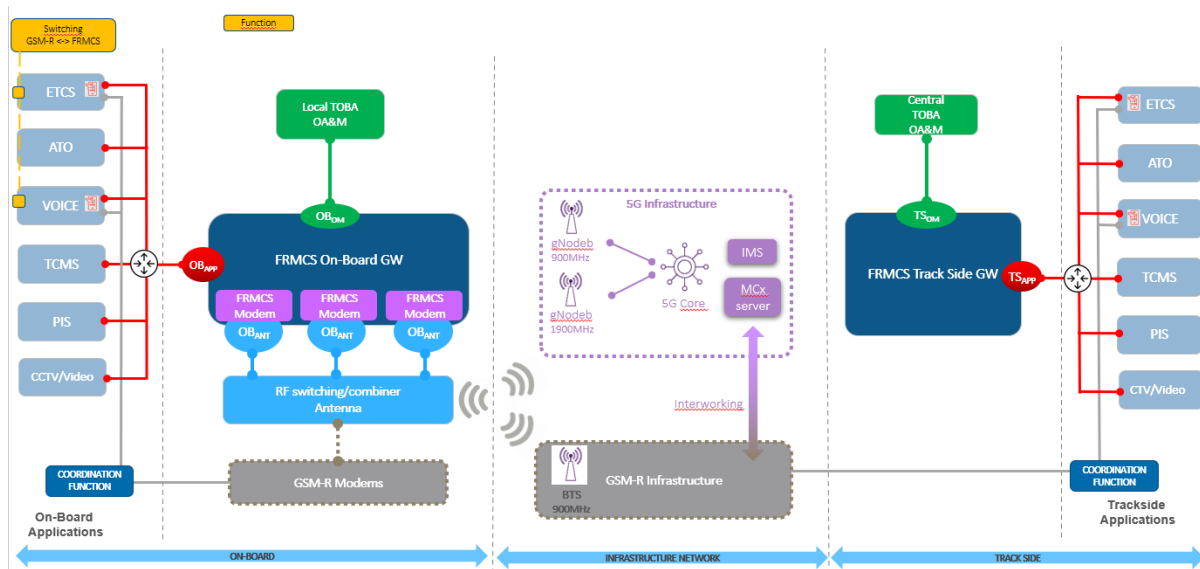 Switching
GSM-R <-> FRMCS
Function
ETCS
ATO
VOICE
TCMS
PIS
CCTV/Video
COORDINATION
FUNCTION
On-Board
Applications
Local TOBA
OA&M
OBOM
FRMCS On-Board GW
OBAPP
FRMCS
Modem
FRMCS
Modem
FRMCS
Modem
OBANT
OBANT
OBANT
RF switching/combiner
Antenna
GSM-R Modems
5G Infrastructure
gNodeb
900MHz
gNodeb
1900MHz
5G Core
IMS
MCx
server
Interworking
BTS
900MHz
GSM-R Infrastructure
Central
TOBA
OA&M
TSOM
FRMCS Track Side GW
TSAPP
ETCS
ATO
VOICE
TCMS
PIS
CTV/Video
COORDINATION
FUNCTION
Trackside
Applications
ON-BOARD
INFRASTRUCTURE NETWORK
TRACK SIDE